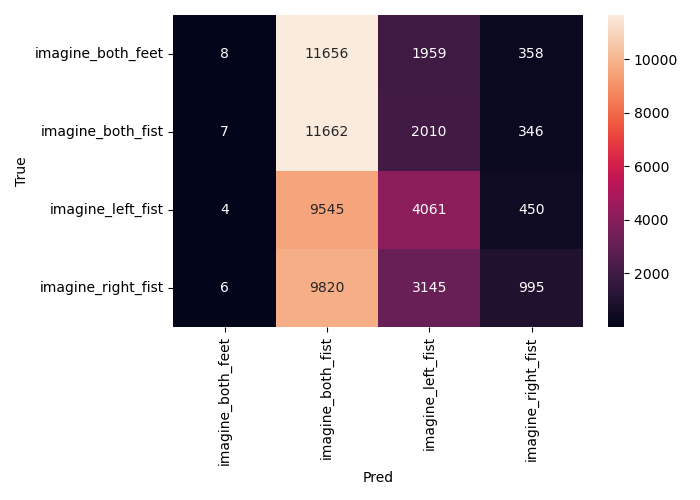 imagine_both_feet 8 11656 1959 358
imagine_both_fist 7 11662 2010 346
imagine_left_fist 4 9545 4061 450
imagine_right_fist 6 9820 3145 995
True
imagine_both_feet
imagine_both_fist
imagine_left_fist
imagine_right_fist
Pred
10000
8000
6000
4000
2000